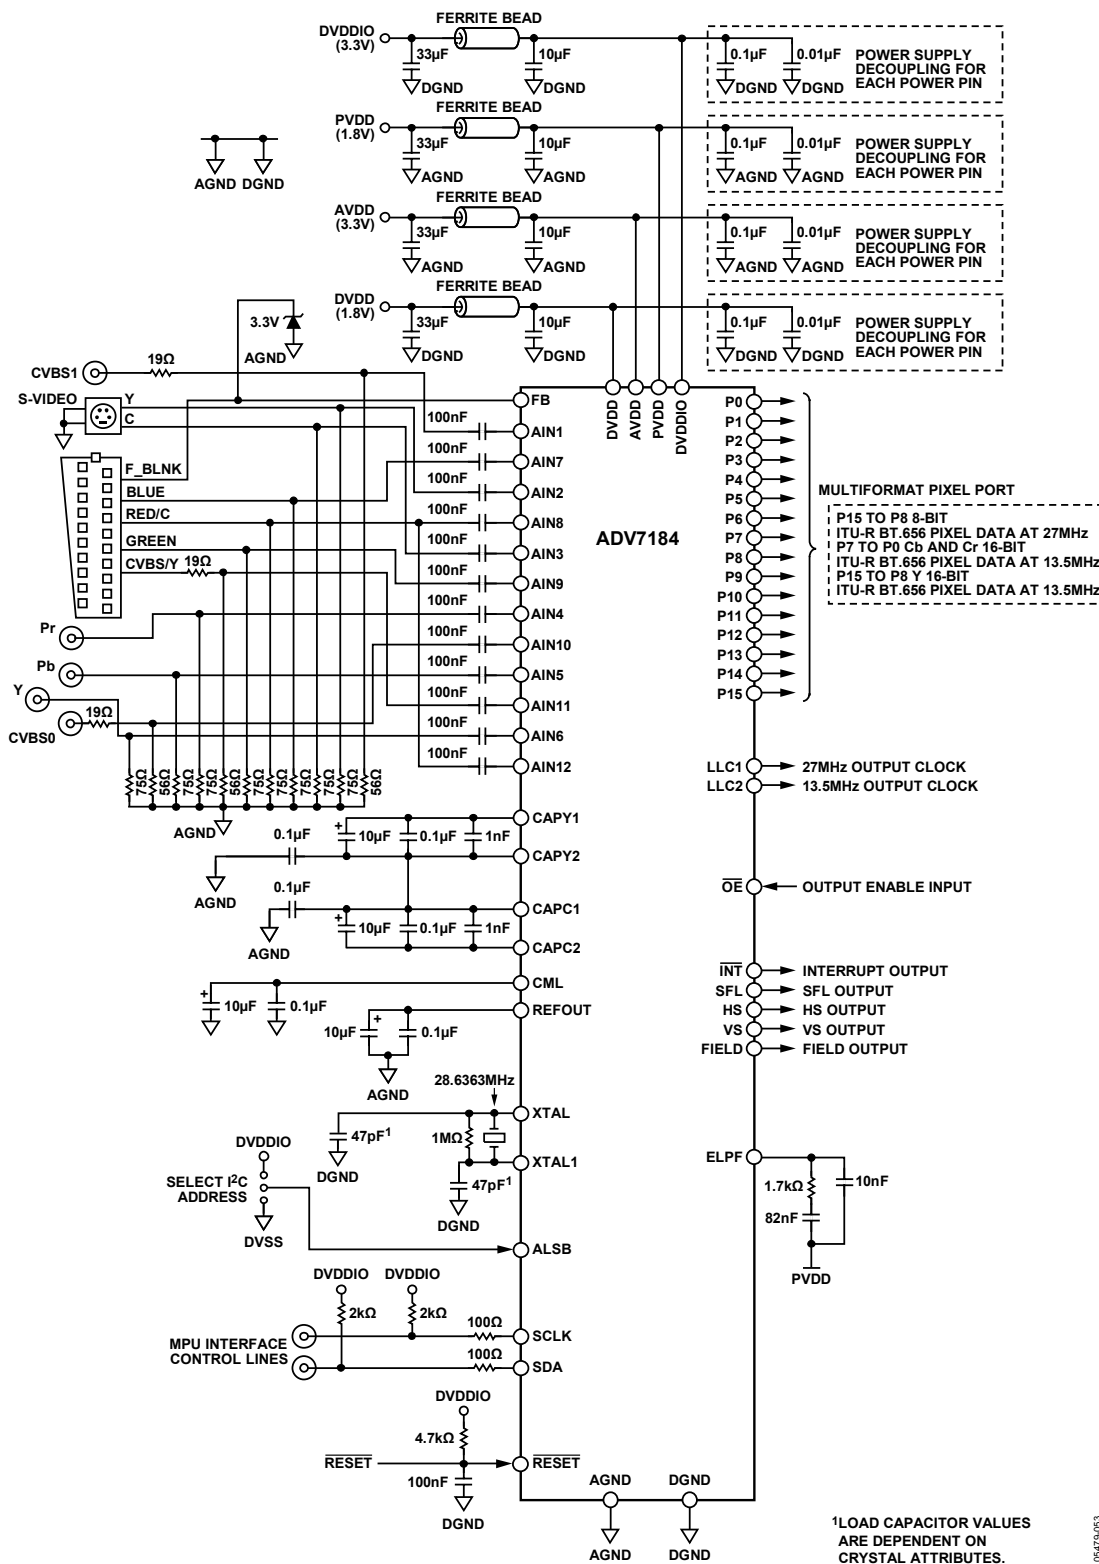 FERRITE BEAD
DVDDIO
(3.3V)
33µF
10µF
0.1µF
0.01µF
DGND
DGND
DGND
DGND
POWER SUPPLY
DECOUPLING FOR
EACH POWER PIN
FERRITE BEAD
PVDD
(1.8V)
33µF
10µF
0.1µF
0.01µF
AGND
AGND
AGND
AGND
POWER SUPPLY
DECOUPLING FOR
EACH POWER PIN
AGND DGND
FERRITE BEAD
AVDD
(3.3V)
33µF
10µF
0.1µF
0.01µF
AGND
AGND
AGND
AGND
POWER SUPPLY
DECOUPLING FOR
EACH POWER PIN
FERRITE BEAD
DVDD
(1.8V)
33µF
10µF
0.1µF
0.01µF
DGND
DGND
DGND
DGND
POWER SUPPLY
DECOUPLING FOR
EACH POWER PIN
3.3V
AGND
CVBS1
19Ω
S-VIDEO
Y
C
F_BLNK
BLUE
RED/C
GREEN
CVBS/Y
19Ω
Pr
Pb
Y
CVBS0
19Ω
75Ω
56Ω
75Ω
75Ω
56Ω
75Ω
75Ω
75Ω
75Ω
75Ω
56Ω
AGND
FB
100nF
AIN1
100nF
AIN7
100nF
AIN2
100nF
AIN8
100nF
AIN3
100nF
AIN9
100nF
AIN4
100nF
AIN10
100nF
AIN5
100nF
AIN11
100nF
AIN6
100nF
AIN12
DVDD
AVDD
PVDD
DVDDIO
ADV7184
P0
P1
P2
P3
P4
P5
P6
P7
P8
P9
P10
P11
P12
P13
P14
P15
MULTIFORMAT PIXEL PORT
P15 TO P8 8-BIT
ITU-R BT.656 PIXEL DATA AT 27MHz
P7 TO P0 Cb AND Cr 16-BIT
ITU-R BT.656 PIXEL DATA AT 13.5MHz
P15 TO P8 Y 16-BIT
ITU-R BT.656 PIXEL DATA AT 13.5MHz
LLC1
27MHz OUTPUT CLOCK
LLC2
13.5MHz OUTPUT CLOCK
OE
OUTPUT ENABLE INPUT
INT
INTERRUPT OUTPUT
SFL
SFL OUTPUT
HS
HS OUTPUT
VS
VS OUTPUT
FIELD
FIELD OUTPUT
ELPF
1.7kΩ
10nF
82nF
PVDD
0.1µF
+
10µF
0.1µF
1nF
CAPY1
CAPY2
AGND
0.1µF
+
10µF
0.1µF
1nF
CAPC1
CAPC2
AGND
CML
+
10µF
0.1µF
REFOUT
10µF
+
0.1µF
AGND
28.6363MHz
XTAL
47pF1
1MΩ
DGND
XTAL1
47pF1
DGND
DVDDIO
SELECT I2C
ADDRESS
DVSS
ALSB
DVDDIO
DVDDIO
2kΩ
2kΩ
MPU INTERFACE
CONTROL LINES
100Ω
SCLK
100Ω
SDA
DVDDIO
4.7kΩ
RESET
RESET
100nF
DGND
AGND
DGND
AGND
DGND
1LOAD CAPACITOR VALUES
ARE DEPENDENT ON
CRYSTAL ATTRIBUTES.
05479-053